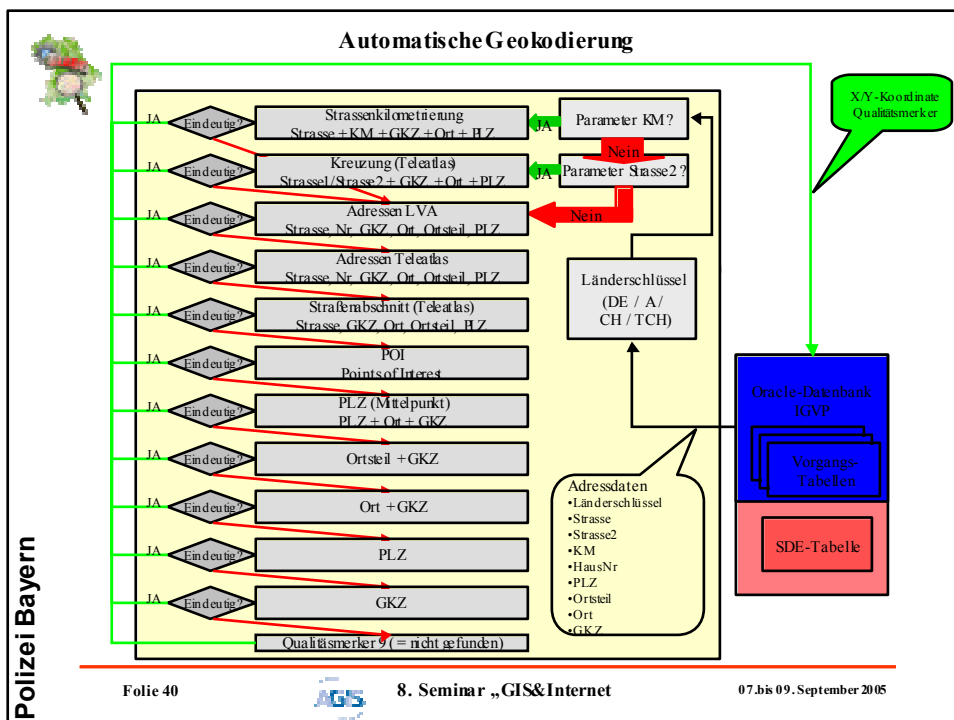 Automatische Geokodierung
X/Y-Koordinate
Qualitätsmerker
JA
Eindeutig?
Strassenkilometrierung
Strasse + KM + GKZ + Ort + PLZ
JA
Parameter KM?
Nein
JA
Eindeutig?
Kreuzung (Teleatlas)
Strasse1/Strasse2 + GKZ + Ort + PLZ
JA
Parameter Strasse2?
Nein
JA
Eindeutig?
Adressen LVA
Strasse, Nr, GKZ, Ort, Ortsteil, PLZ
JA
Eindeutig?
Adressen Teleatlas
Strasse, Nr, GKZ, Ort, Ortsteil, PLZ
Länderschlüssel
(DE / A /
CH / TCH)
JA
Eindeutig?
Straßenabschnitt (Teleatlas)
Strasse, GKZ, Ort, Ortsteil, PLZ
JA
Eindeutig?
POI
Points of Interest
JA
Eindeutig?
PLZ (Mittelpunkt)
PLZ + Ort + GKZ
Oracle-Datenbank
IGVP
Vorgangs-
Tabellen
SDE-Tabelle
JA
Eindeutig?
Ortsteil + GKZ
JA
Eindeutig?
Ort + GKZ
JA
Eindeutig?
PLZ
JA
Eindeutig?
GKZ
Qualitäsmerker 9 ( = nicht gefunden)
Adressdaten
•Länderschlüssel
•Strasse
•Strasse2
•KM
•HausNr
•PLZ
•Ortsteil
•Ort
•GKZ
Polizei Bayern
Folie 40
AGIS
8. Seminar „GIS&Internet
07.bis 09. September 2005